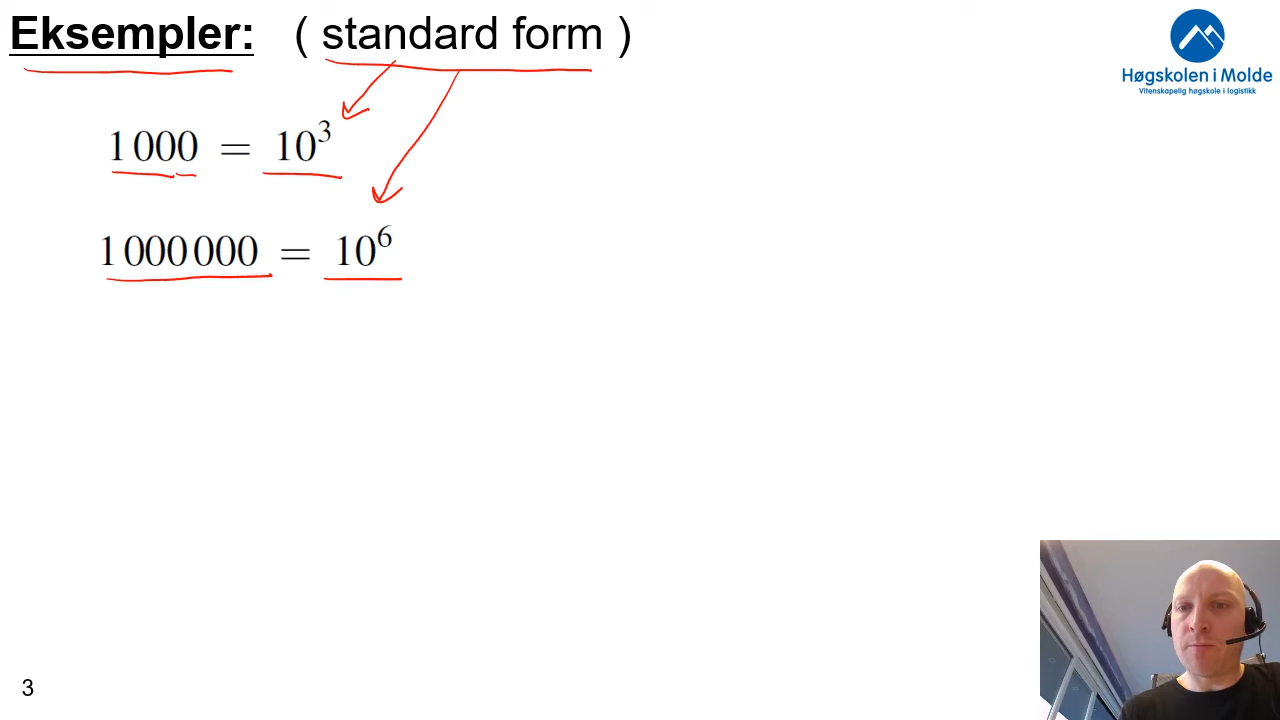 Eksempler: ( standard form )
Høgskolen i Molde
Vitenskapelig høgskole i logistikk
1 000 = 10³
1 000 000 = 10⁶
3